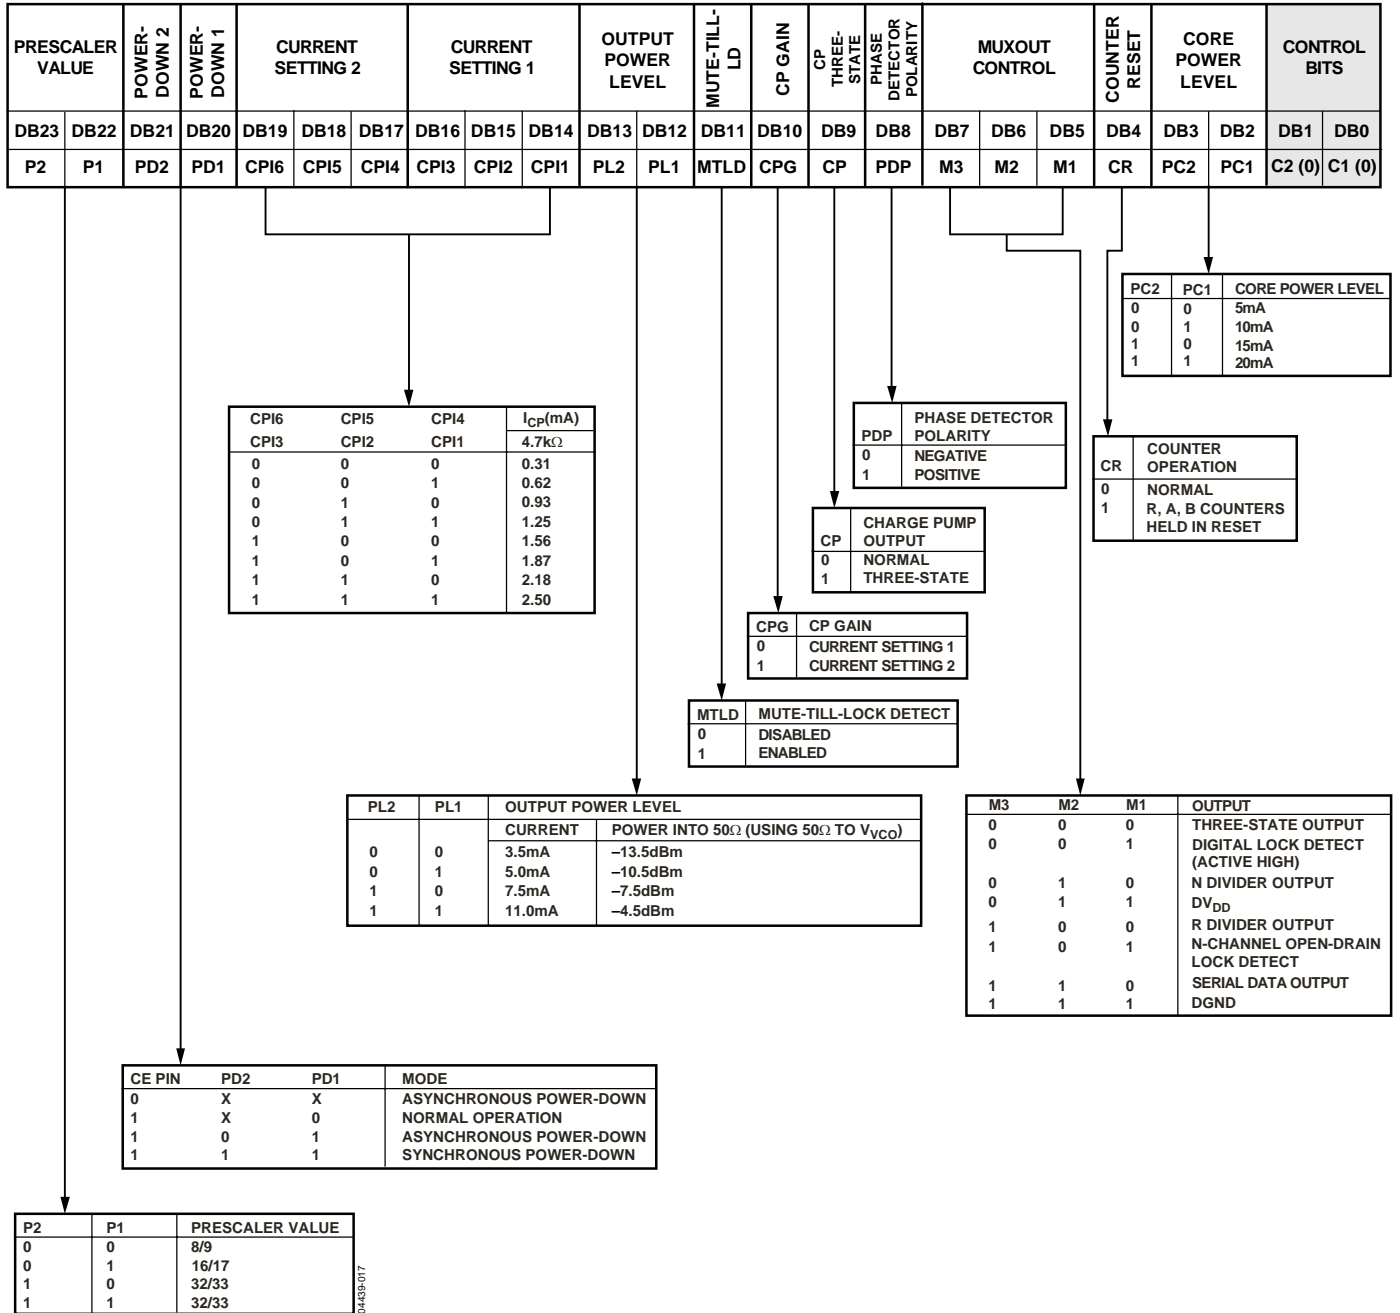 PRESCALER VALUE
POWER-DOWN 2
POWER-DOWN 1
CURRENT SETTING 2
CURRENT SETTING 1
OUTPUT POWER LEVEL
MUTE-TILL-LD
CP GAIN
CP THREE-STATE
PHASE DETECTOR POLARITY
MUXOUT CONTROL
COUNTER RESET
CORE POWER LEVEL
CONTROL BITS
DB23 DB22 DB21 DB20 DB19 DB18 DB17 DB16 DB15 DB14 DB13 DB12 DB11 DB10 DB9 DB8 DB7 DB6 DB5 DB4 DB3 DB2 DB1 DB0
P2 P1 PD2 PD1 CPI6 CPI5 CPI4 CPI3 CPI2 CPI1 PL2 PL1 MTLD CPG CP PDP M3 M2 M1 CR PC2 PC1 C2 (0) C1 (0)
PC2 PC1 CORE POWER LEVEL
0 0 5mA
0 1 10mA
1 0 15mA
1 1 20mA
CPI6 CPI5 CPI4 ICP(mA)
CPI3 CPI2 CPI1 4.7kΩ
0 0 0 0.31
0 0 1 0.62
0 1 0 0.93
0 1 1 1.25
1 0 0 1.56
1 0 1 1.87
1 1 0 2.18
1 1 1 2.50
PHASE DETECTOR
PDP POLARITY
0 NEGATIVE
1 POSITIVE
COUNTER
CR OPERATION
0 NORMAL
1 R, A, B COUNTERS
HELD IN RESET
CHARGE PUMP
CP OUTPUT
0 NORMAL
1 THREE-STATE
CPG CP GAIN
0 CURRENT SETTING 1
1 CURRENT SETTING 2
MTLD MUTE-TILL-LOCK DETECT
0 DISABLED
1 ENABLED
PL2 PL1 OUTPUT POWER LEVEL
CURRENT POWER INTO 50Ω (USING 50Ω TO VVCO)
0 0 3.5mA –13.5dBm
0 1 5.0mA –10.5dBm
1 0 7.5mA –7.5dBm
1 1 11.0mA –4.5dBm
M3 M2 M1 OUTPUT
0 0 0 THREE-STATE OUTPUT
0 0 1 DIGITAL LOCK DETECT
(ACTIVE HIGH)
0 1 0 N DIVIDER OUTPUT
0 1 1 DVDD
1 0 0 R DIVIDER OUTPUT
1 0 1 N-CHANNEL OPEN-DRAIN
LOCK DETECT
1 1 0 SERIAL DATA OUTPUT
1 1 1 DGND
CE PIN PD2 PD1 MODE
0 X X ASYNCHRONOUS POWER-DOWN
1 X 0 NORMAL OPERATION
1 0 1 ASYNCHRONOUS POWER-DOWN
1 1 1 SYNCHRONOUS POWER-DOWN
P2 P1 PRESCALER VALUE
0 0 8/9
0 1 16/17
1 0 32/33
1 1 32/33
04439-017